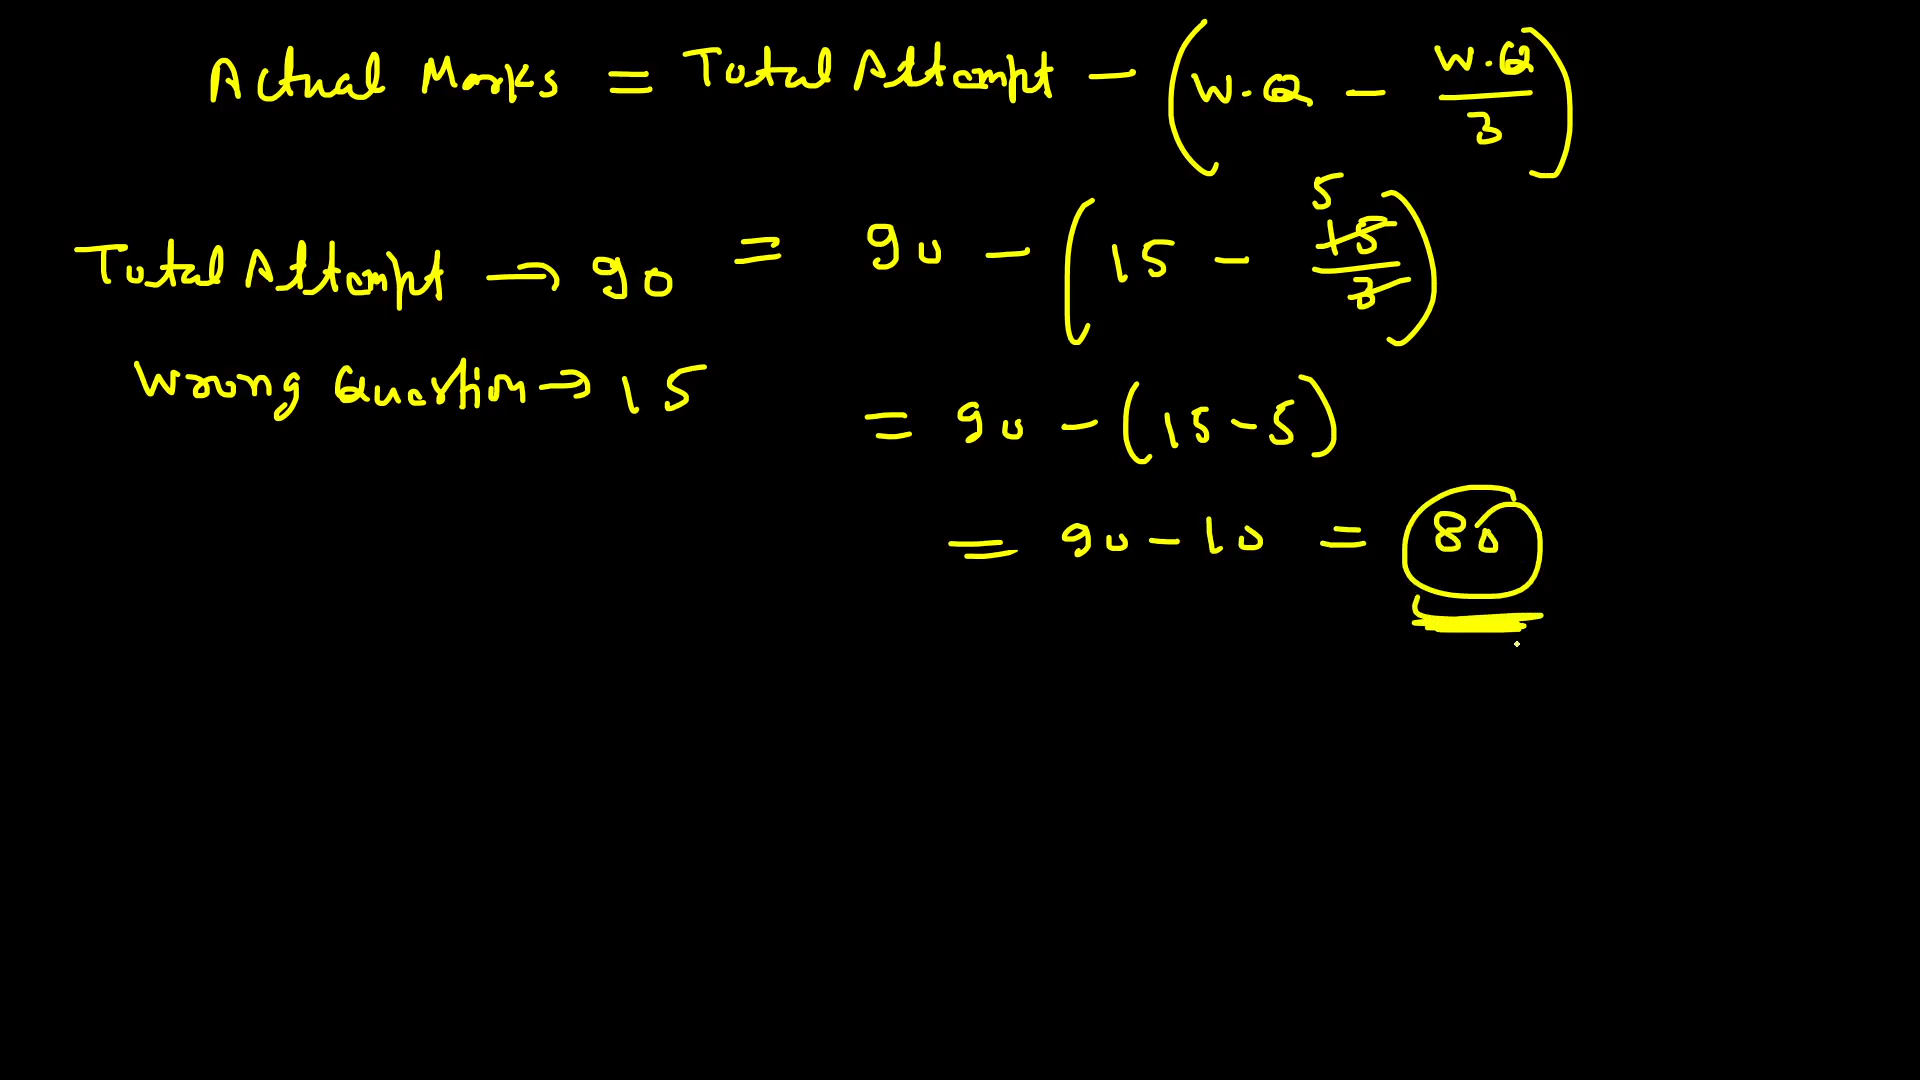 Actual Marks = Total Attempt - (W.Q - W.Q/3)
Total Attempt → 90 = 90 - (15 - 15/3) 5
Wrong Question → 15
= 90 - (15 - 5)
= 90 - 10 = 80